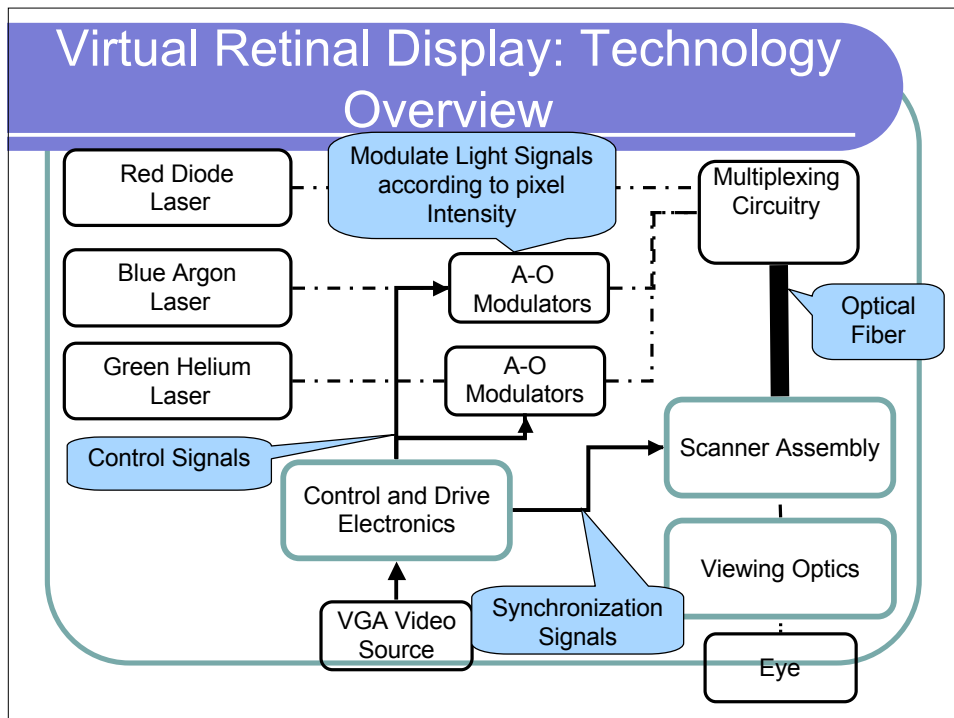 Virtual Retinal Display: Technology
Overview
Red Diode
Laser
Modulate Light Signals
according to pixel
Intensity
Multiplexing
Circuitry
Blue Argon
Laser
A-O
Modulators
Optical
Fiber
Green Helium
Laser
A-O
Modulators
Control Signals
Scanner Assembly
Control and Drive
Electronics
Viewing Optics
Synchronization
Signals
VGA Video
Source
Eye